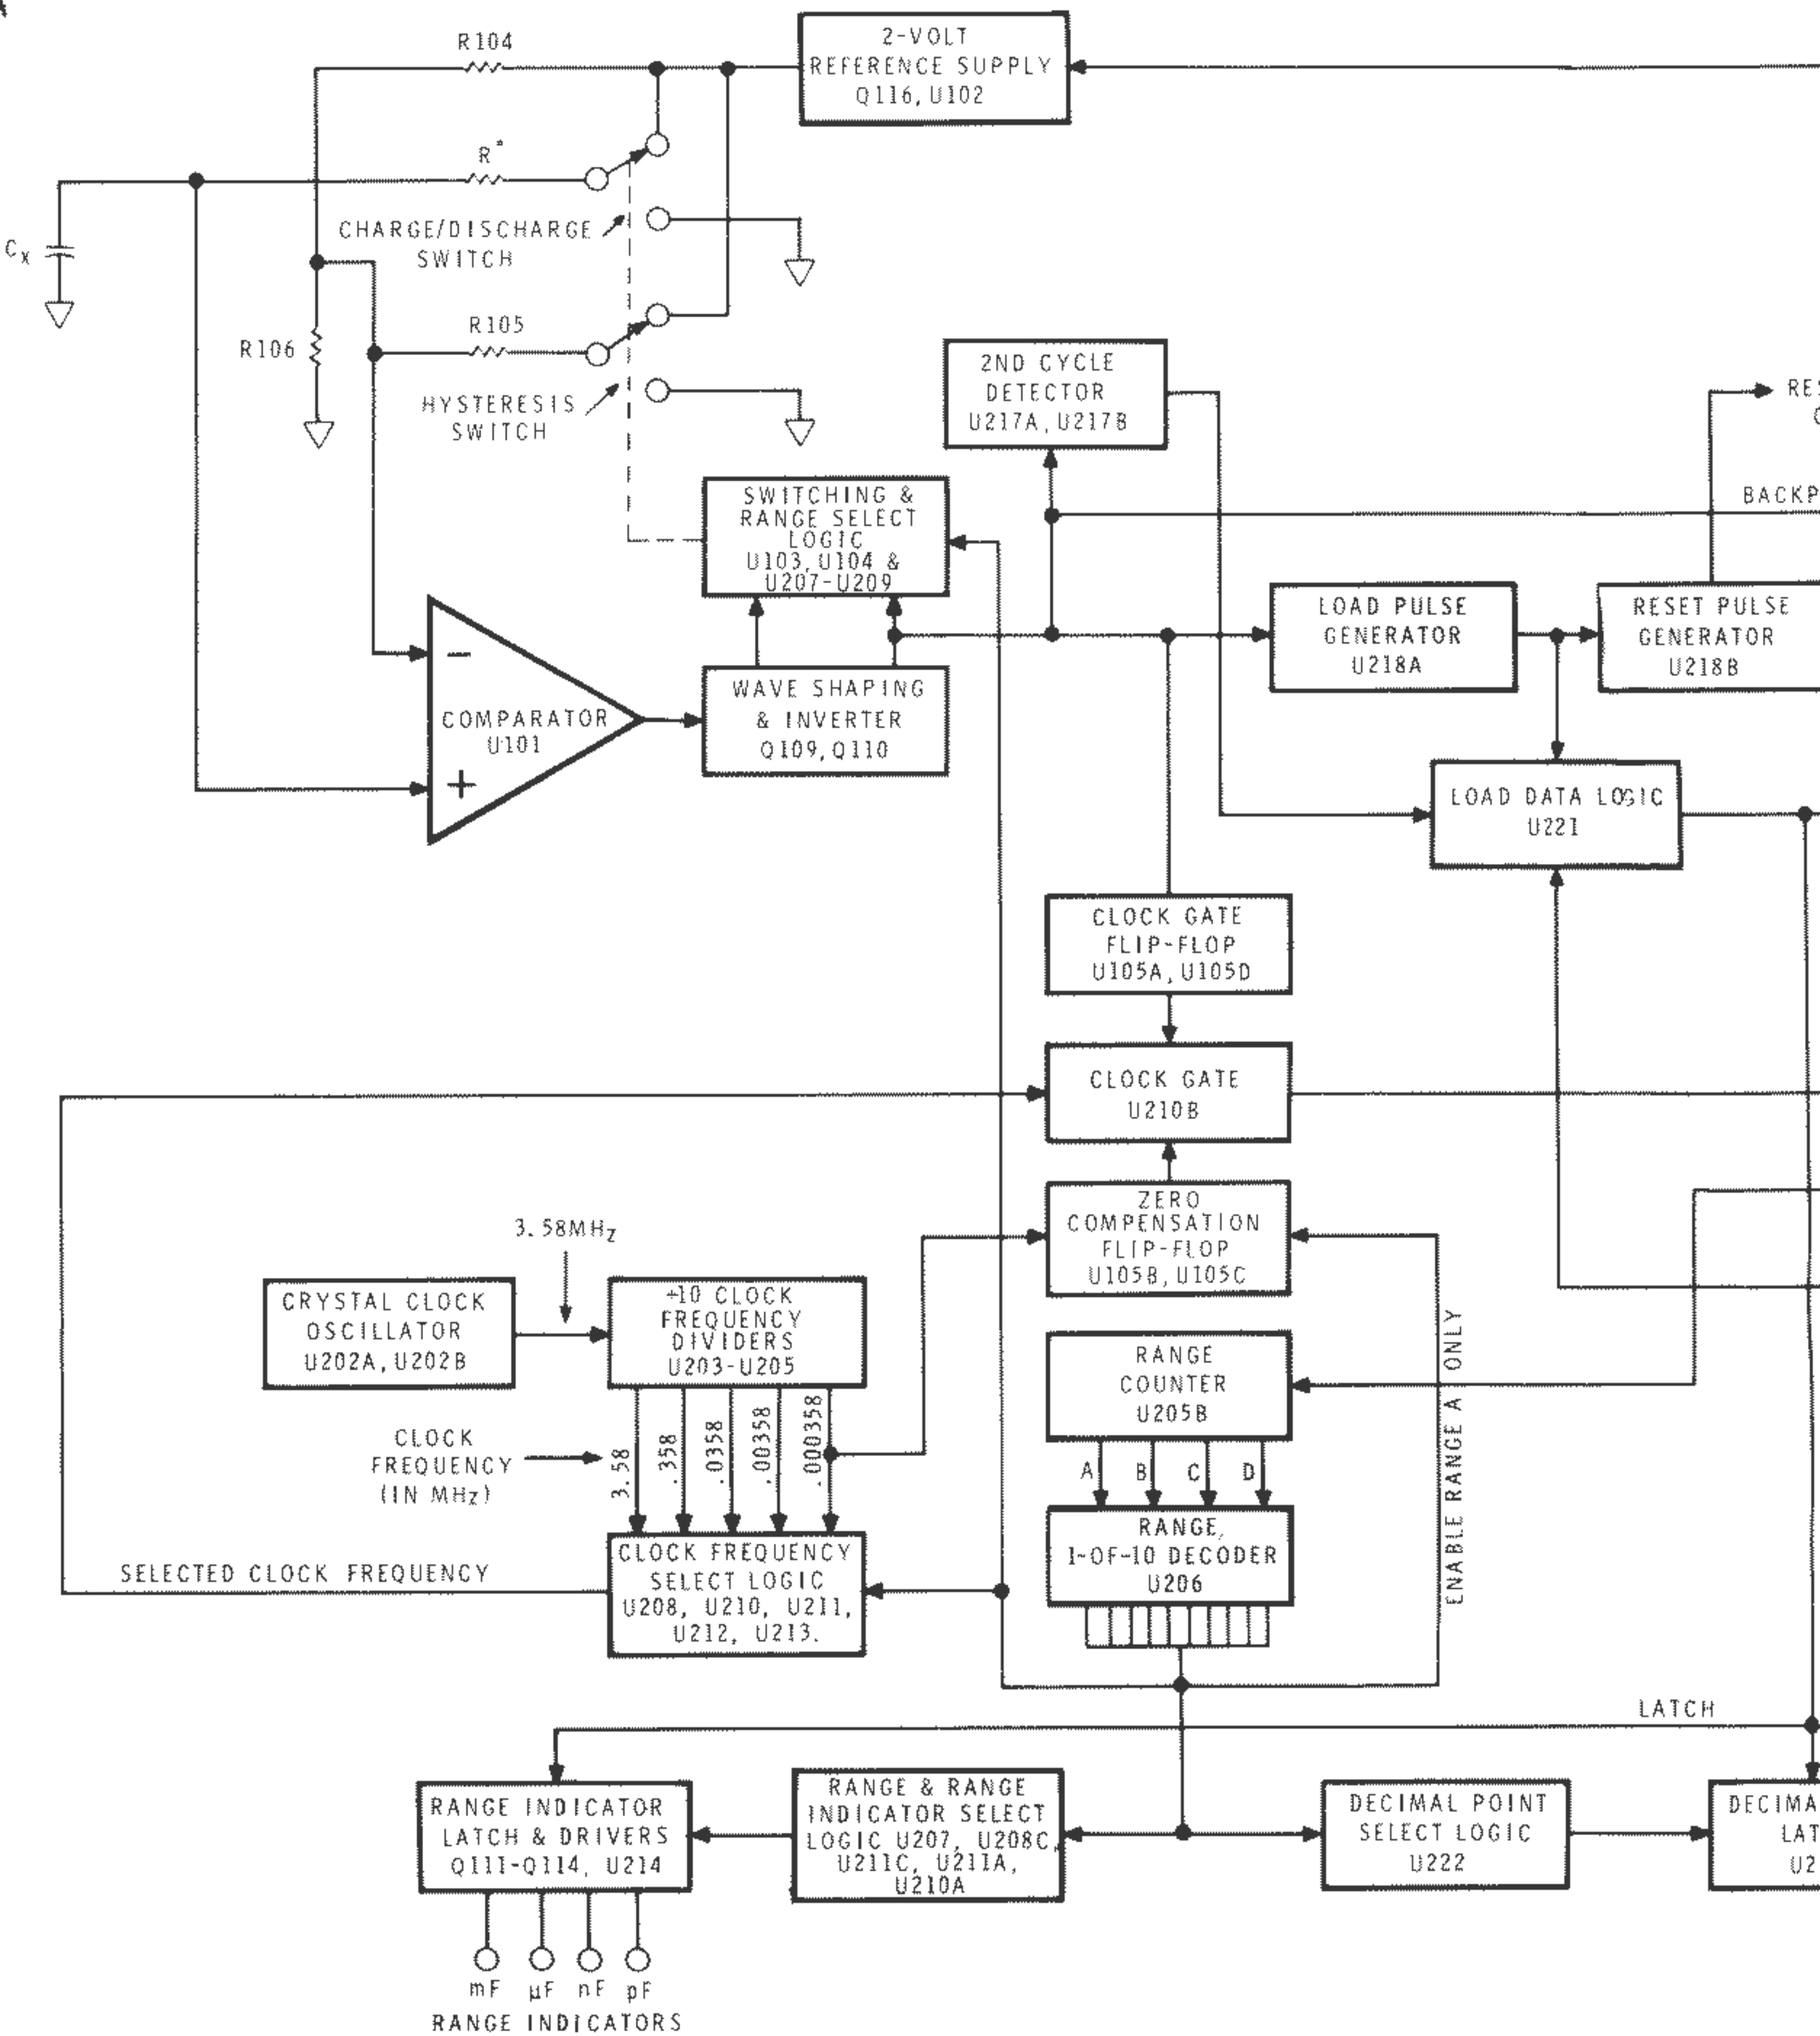 R104
2-VOLT
REFERENCE SUPPLY
Q116, U102
R*
CHARGE/DISCHARGE
SWITCH
Cx
R106
R105
HYSTERESIS
SWITCH
2ND CYCLE
DETECTOR
U217A, U217B
SWITCHING &
RANGE SELECT
LOGIC
U103, U104 &
U207-U209
LOAD PULSE
GENERATOR
U218A
RESET PULSE
GENERATOR
U218B
WAVE SHAPING
& INVERTER
Q109, Q110
−
COMPARATOR
U101
+
LOAD DATA LOGIC
U221
CLOCK GATE
FLIP-FLOP
U105A, U105D
CLOCK GATE
U210B
ZERO
COMPENSATION
FLIP-FLOP
U105B, U105C
3.58MHz
CRYSTAL CLOCK
OSCILLATOR
U202A, U202B
÷10 CLOCK
FREQUENCY
DIVIDERS
U203-U205
ENABLE RANGE A ONLY
RANGE
COUNTER
U205B
CLOCK
FREQUENCY
(IN MHz)
3.58
.358
.0358
.00358
.000358
A B C D
RANGE
1-OF-10 DECODER
U206
SELECTED CLOCK FREQUENCY
CLOCK FREQUENCY
SELECT LOGIC
U208, U210, U211,
U212, U213.
LATCH
RANGE INDICATOR
LATCH & DRIVERS
Q111-Q114, U214
RANGE & RANGE
INDICATOR SELECT
LOGIC U207, U208C,
U211C, U211A,
U210A
DECIMAL POINT
SELECT LOGIC
U222
mF µF nF pF
RANGE INDICATORS